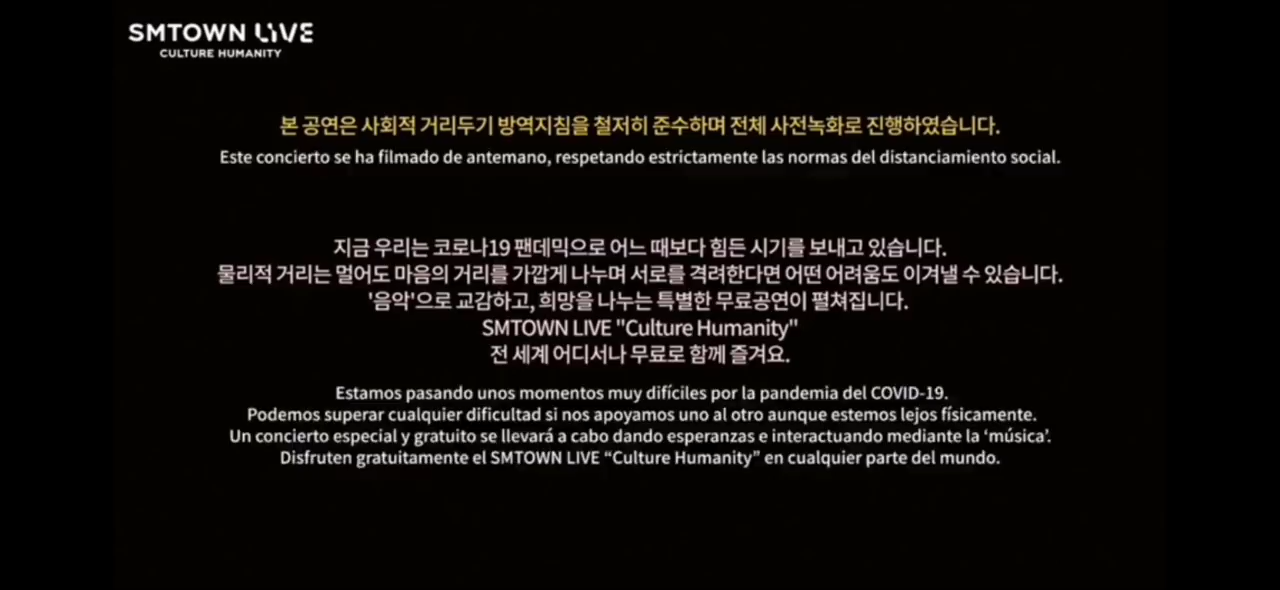 SMTOWN LIVE
CULTURE HUMANITY
본 공연은 사회적 거리두기 방역지침을 철저히 준수하며 전체 사전녹화로 진행하였습니다.
Este concierto se ha filmado de antemano, respetando estrictamente las normas del distanciamiento social.
지금 우리는 코로나19 팬데믹으로 어느 때보다 힘든 시기를 보내고 있습니다.
물리적 거리는 멀어도 마음의 거리를 가깝게 나누며 서로를 격려한다면 어떤 어려움도 이겨낼 수 있습니다.
'음악'으로 교감하고, 희망을 나누는 특별한 무료공연이 펼쳐집니다.
SMTOWN LIVE "Culture Humanity"
전 세계 어디서나 무료로 함께 즐겨요.
Estamos pasando unos momentos muy difíciles por la pandemia del COVID-19.
Podemos superar cualquier dificultad si nos apoyamos uno al otro aunque estemos lejos físicamente.
Un concierto especial y gratuito se llevará a cabo dando esperanzas e interactuando mediante la ‘música’.
Disfruten gratuitamente el SMTOWN LIVE “Culture Humanity” en cualquier parte del mundo.